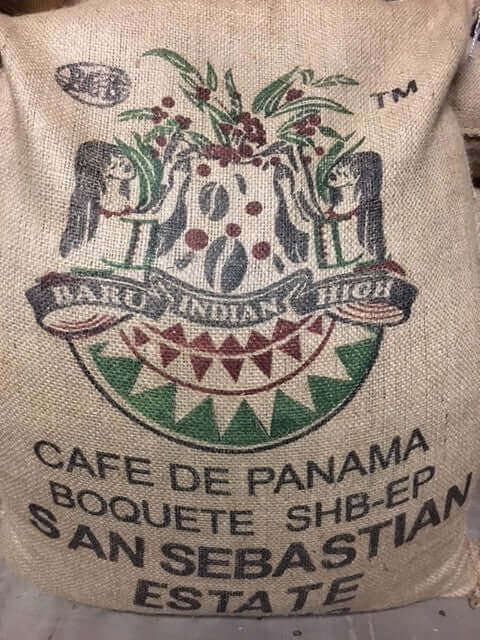 TM
BARU INDIAN HIGH
CAFE DE PANAMA
BOQUETE SHB-EP
SAN SEBASTIAN
ESTATE